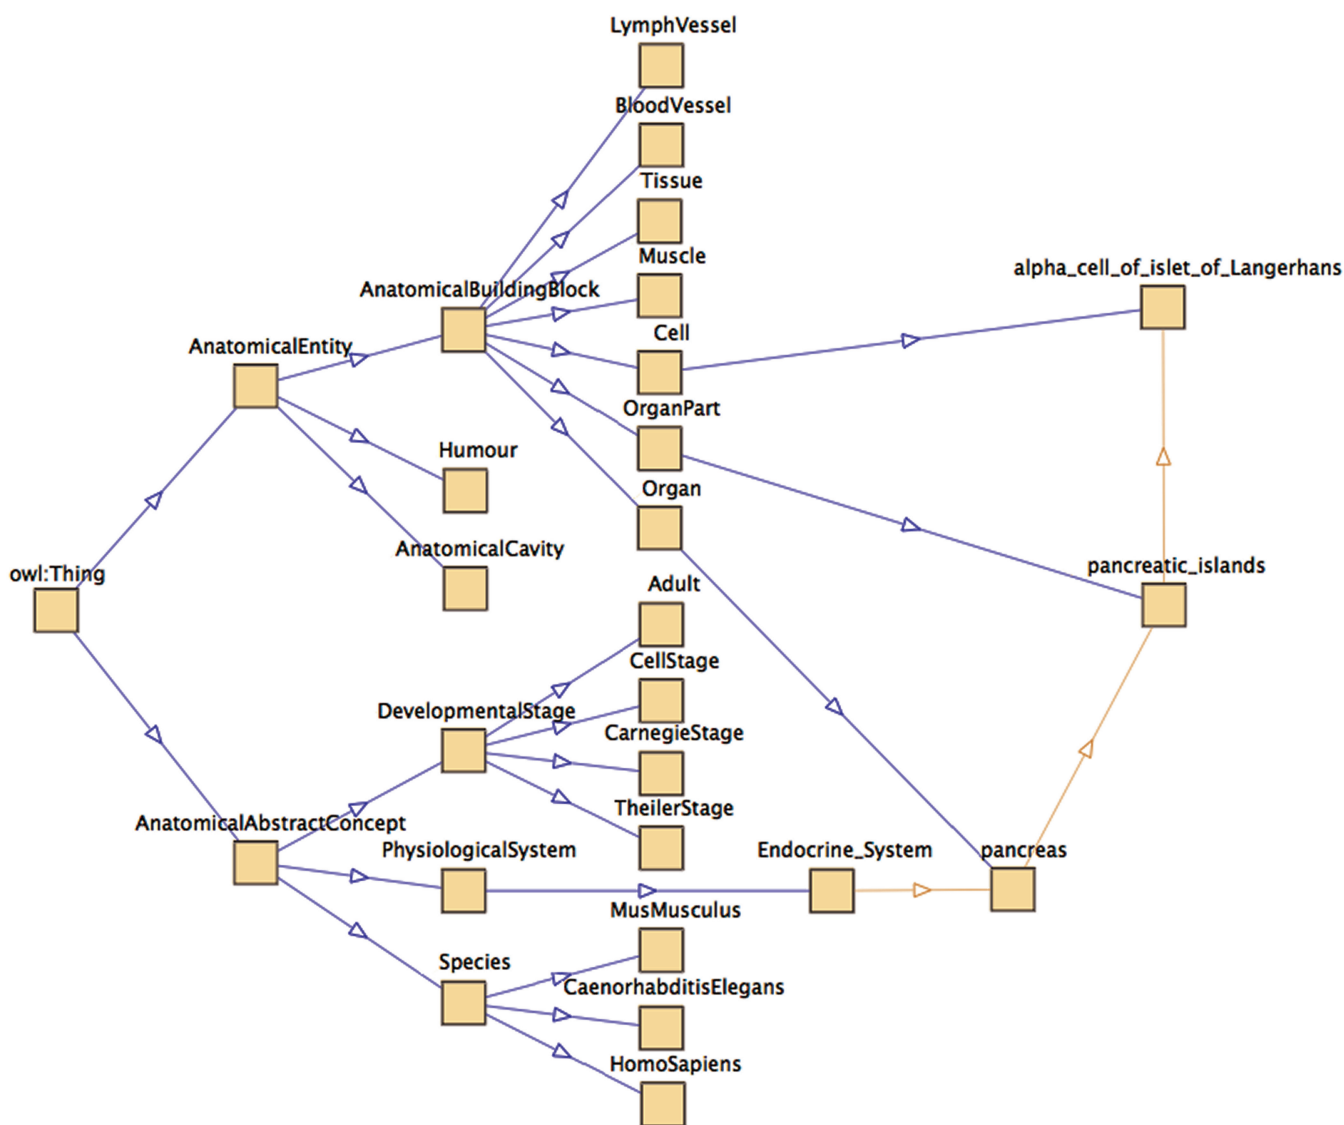 LymphVessel
BloodVessel
Tissue
Muscle
alpha_cell_of_islet_of_Langerhans
AnatomicalBuildingBlock
Cell
AnatomicalEntity
OrganPart
Humour
Organ
AnatomicalCavity
pancreatic_islands
owl:Thing
Adult
CellStage
DevelopmentalStage
CarnegieStage
TheilerStage
AnatomicalAbstractConcept
PhysiologicalSystem
Endocrine_System
pancreas
MusMusculus
Species
CaenorhabditisElegans
HomoSapiens